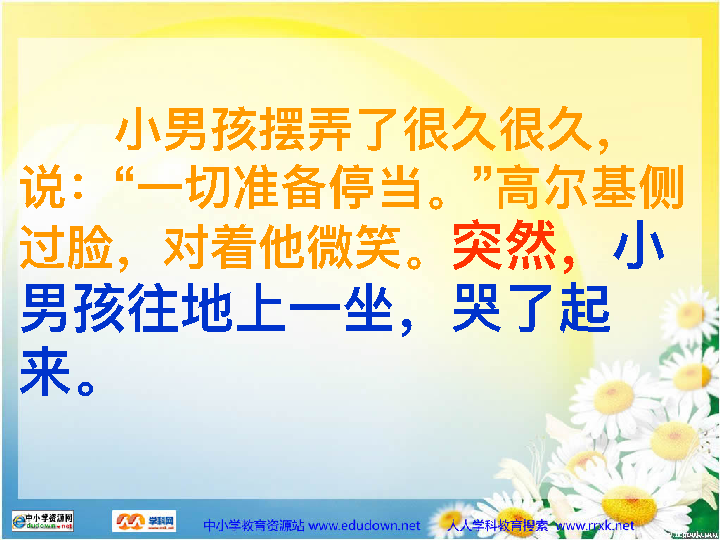 小男孩摆弄了很久很久，
说：“一切准备停当。”高尔基侧
过脸，对着他微笑。突然，小
男孩往地上一坐，哭了起
来。
中小学资源网
edudown.net
学科网
中小学教育资源站 www.edudown.net 人人学科教育搜索 www.rrxk.net